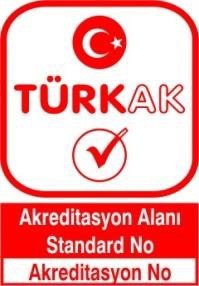 TÜRKAK
Akreditasyon Alanı
Standard No
Akreditasyon No